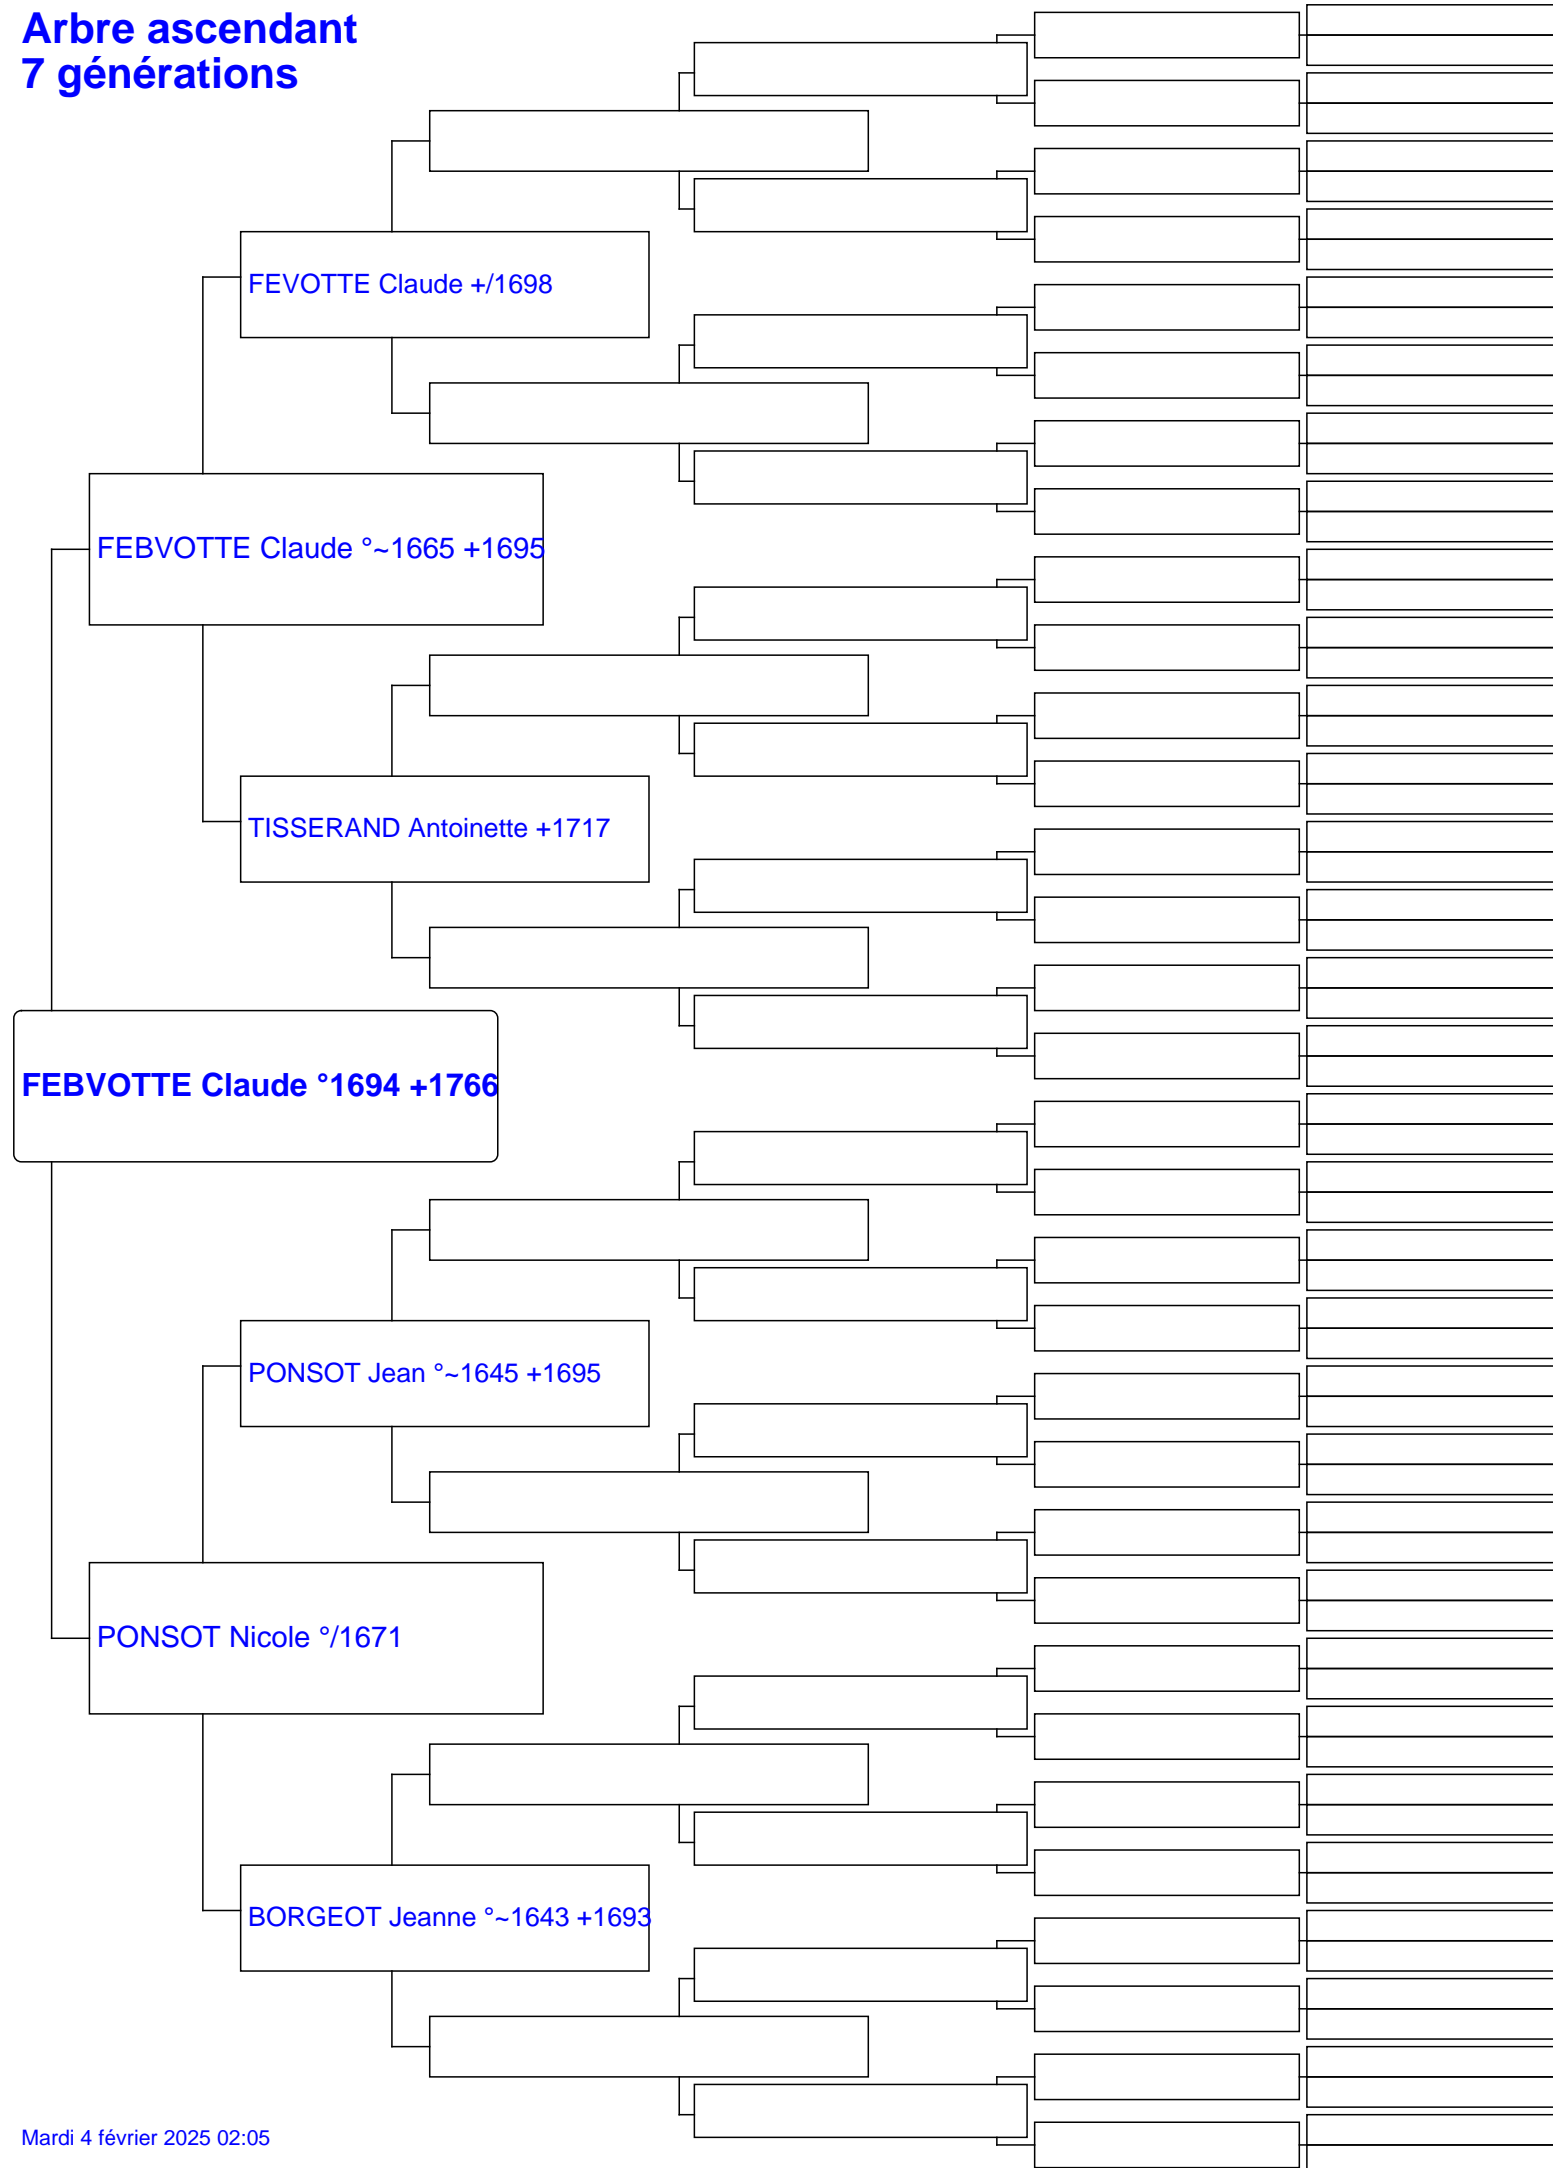 Arbre ascendant
7 générations
FEVOTTE Claude +/1698
FEBVOTTE Claude °~1665 +1695
TISSERAND Antoinette +1717
FEBVOTTE Claude °1694 +1766
PONSOT Jean °~1645 +1695
PONSOT Nicole °/1671
BORGEOT Jeanne °~1643 +1693
Mardi 4 février 2025 02:05